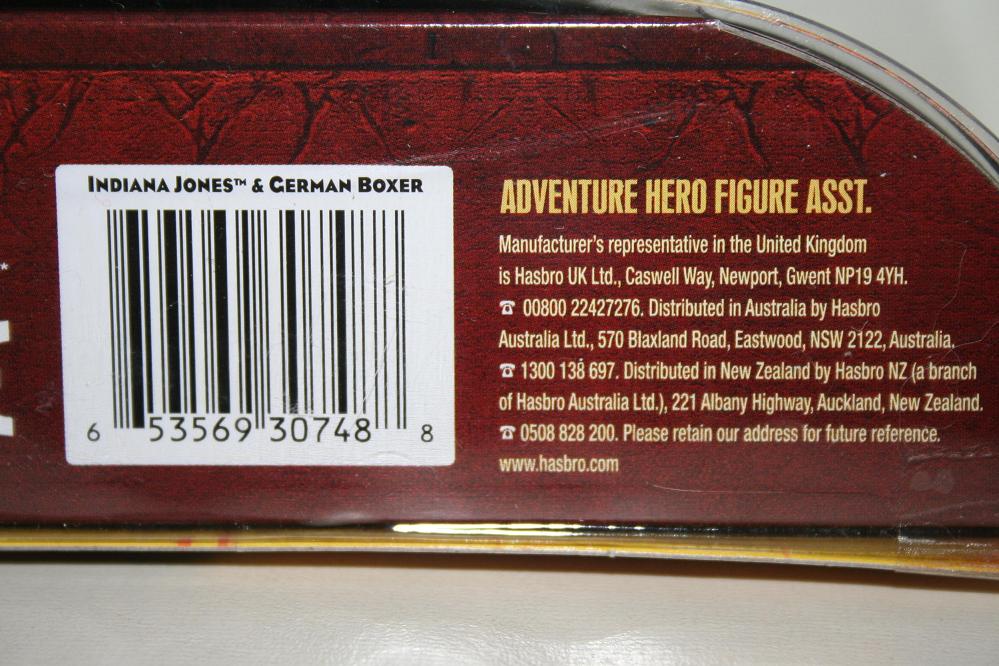 INDIANA JONES™ & GERMAN BOXER
6 53569 30748 8
ADVENTURE HERO FIGURE ASST.
Manufacturer's representative in the United Kingdom
is Hasbro UK Ltd., Caswell Way, Newport, Gwent NP19 4YH.
☎ 00800 22427276. Distributed in Australia by Hasbro
Australia Ltd., 570 Blaxland Road, Eastwood, NSW 2122, Australia.
☎ 1300 138 697. Distributed in New Zealand by Hasbro NZ (a branch
of Hasbro Australia Ltd.), 221 Albany Highway, Auckland, New Zealand.
☎ 0508 828 200. Please retain our address for future reference.
www.hasbro.com